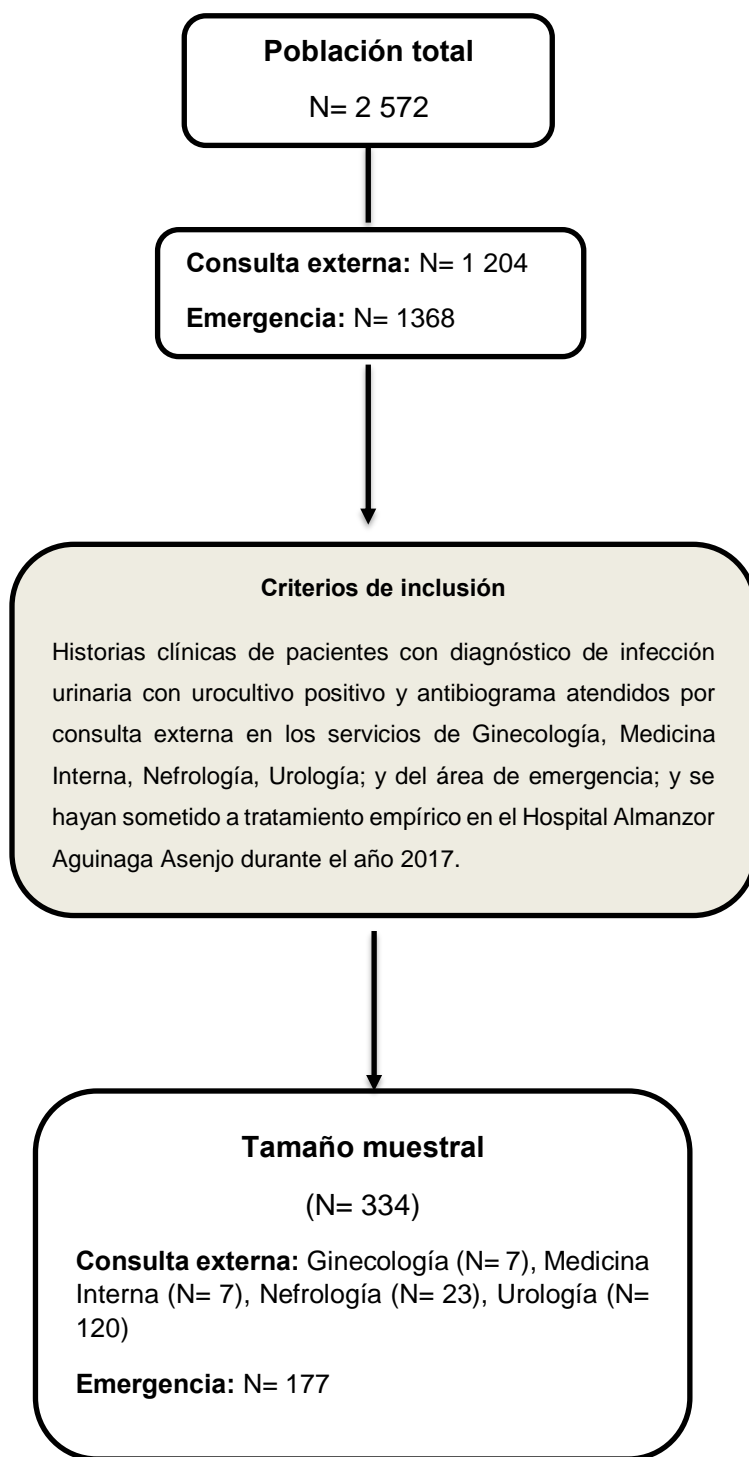 Población total
N= 2 572
Consulta externa: N= 1 204
Emergencia: N= 1368
Criterios de inclusión
Historias clínicas de pacientes con diagnóstico de infección
urinaria con urocultivo positivo y antibiograma atendidos por
consulta externa en los servicios de Ginecología, Medicina
Interna, Nefrología, Urología; y del área de emergencia; y se
hayan sometido a tratamiento empírico en el Hospital Almanzor
Aguinaga Asenjo durante el año 2017.
Tamaño muestral
(N= 334)
Consulta externa: Ginecología (N= 7), Medicina
Interna (N= 7), Nefrología (N= 23), Urología (N=
120)
Emergencia: N= 177